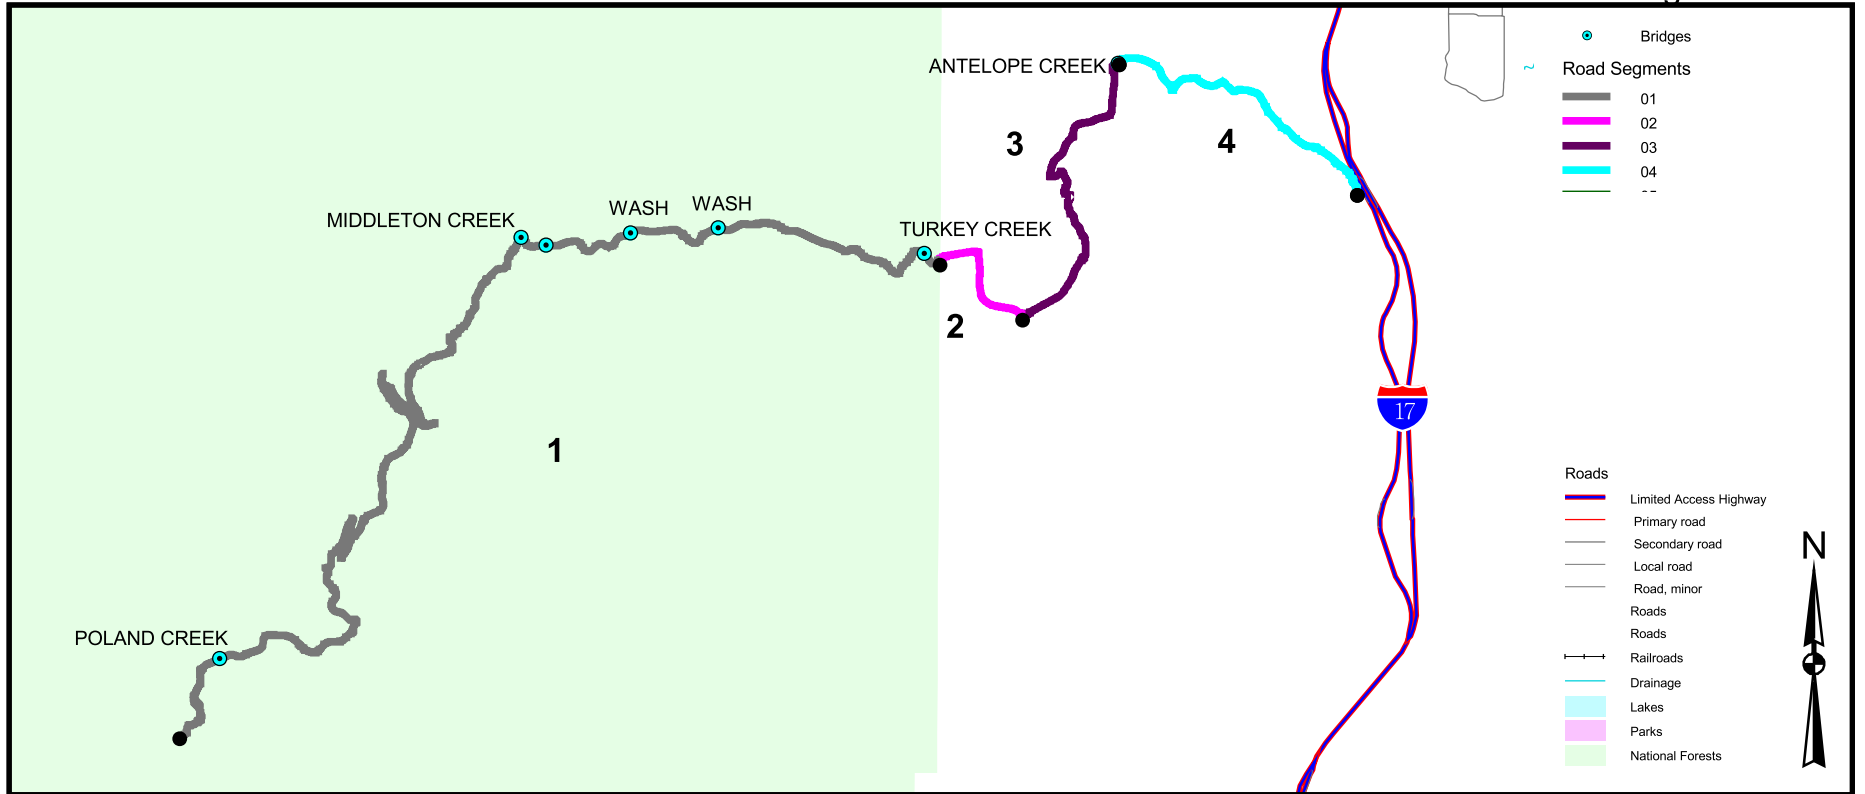 Bridges
ANTELOPE CREEK
Road Segments
01
02
03
04
3
4
MIDDLETON CREEK
WASH
WASH
TURKEY CREEK
2
17
1
Roads
Limited Access Highway
Primary road
Secondary road
Local road
Road, minor
Roads
Roads
Railroads
Drainage
Lakes
Parks
National Forests
N
POLAND CREEK